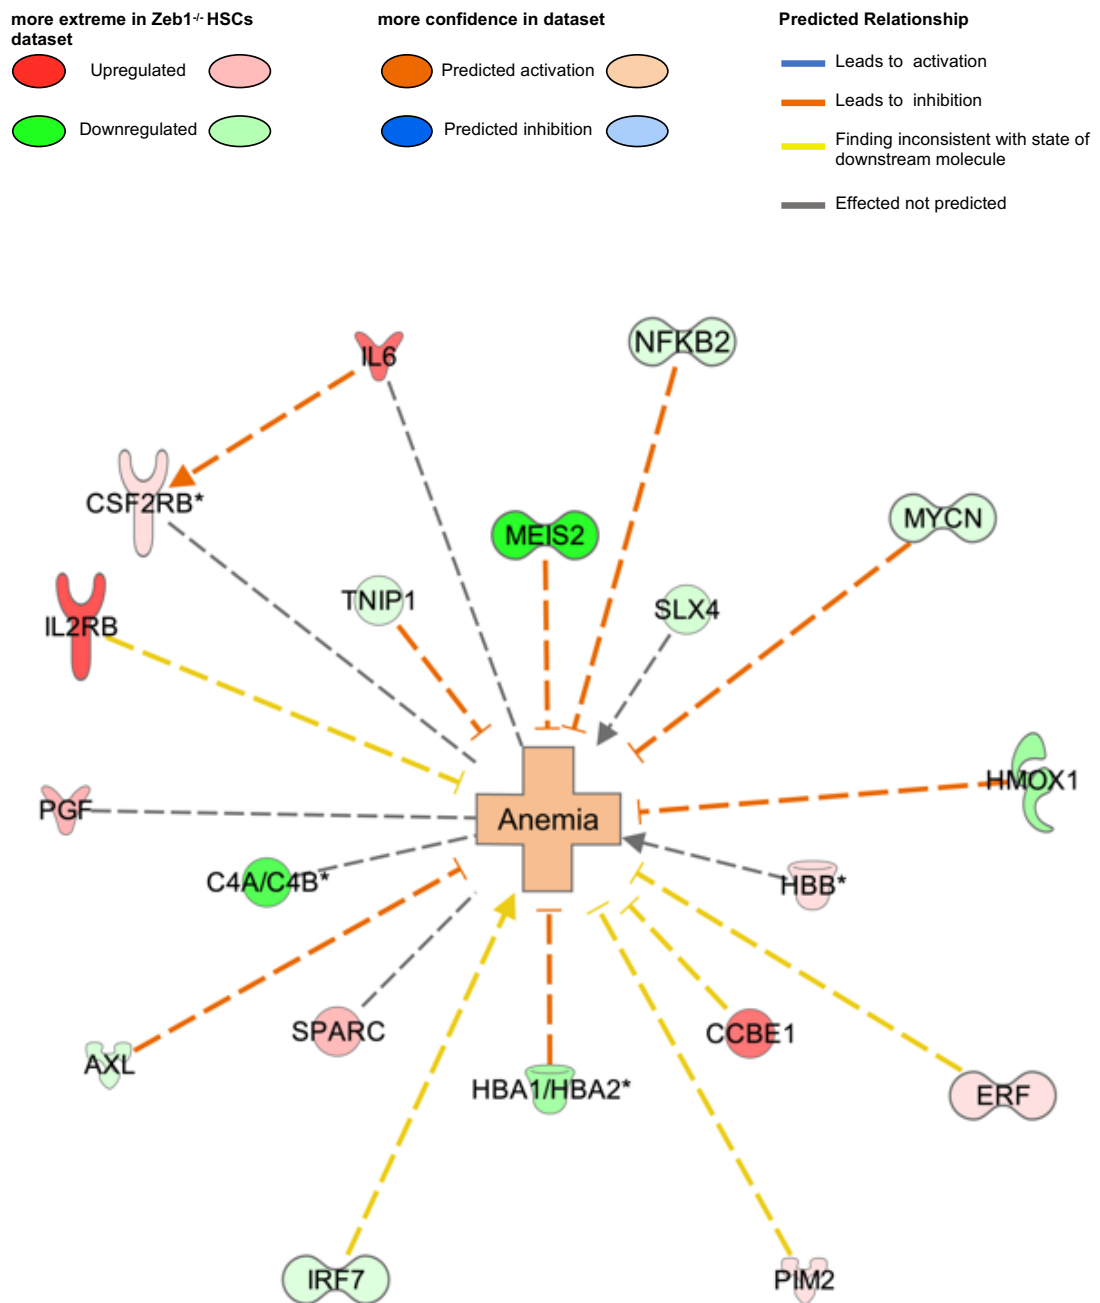 more extreme in Zeb1-/- HSCs
dataset
Upregulated
Downregulated
more confidence in dataset
Predicted activation
Predicted inhibition
Predicted Relationship
Leads to activation
Leads to inhibition
Finding inconsistent with state of
downstream molecule
Effected not predicted
IL6
NFKB2
CSF2RB*
MEIS2
MYCN
TNIP1
SLX4
IL2RB
HMOX1
PGF
Anemia
C4A/C4B*
HBB*
SPARC
CCBE1
AXL
HBA1/HBA2*
ERF
IRF7
PIM2